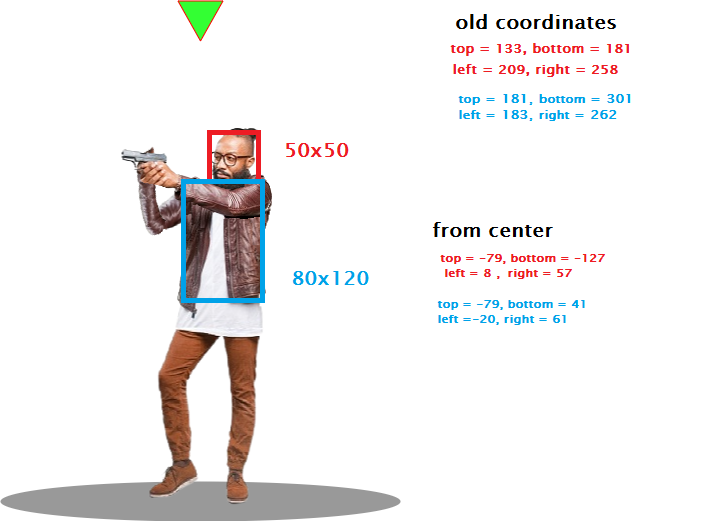 old coordinates
top = 133, bottom = 181
left = 209, right = 258
top = 181, bottom = 301
left = 183, right = 262
50x50
from center
top = -79, bottom = -127
left = 8 , right = 57
80x120
top = -79, bottom = 41
left =-20, right = 61